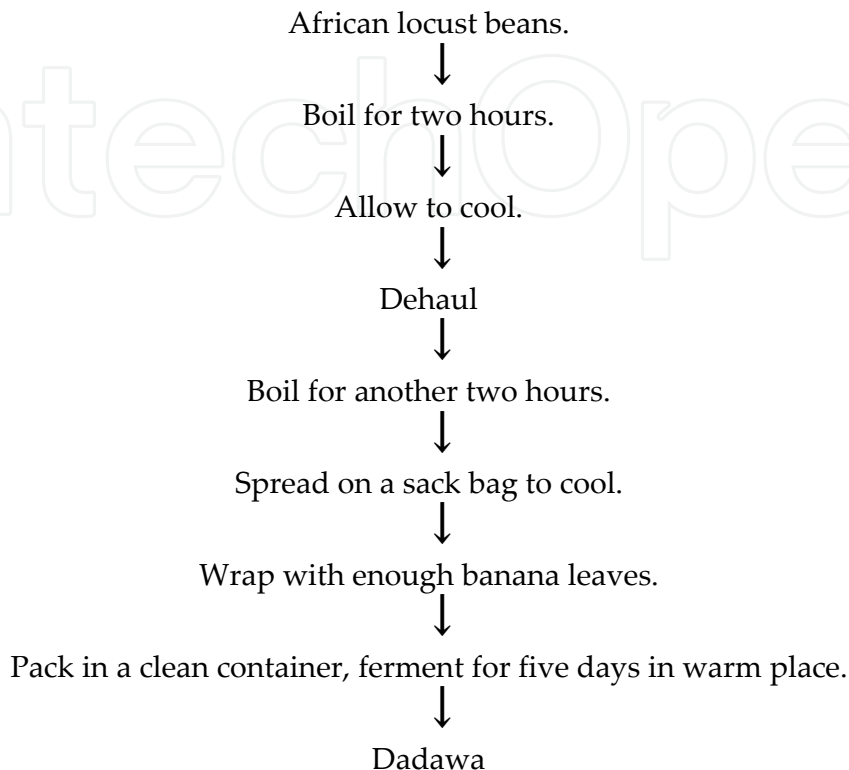 African locust beans.
Boil for two hours.
Allow to cool.
Dehaul
Boil for another two hours.
Spread on a sack bag to cool.
Wrap with enough banana leaves.
Pack in a clean container, ferment for five days in warm place.
Dadawa